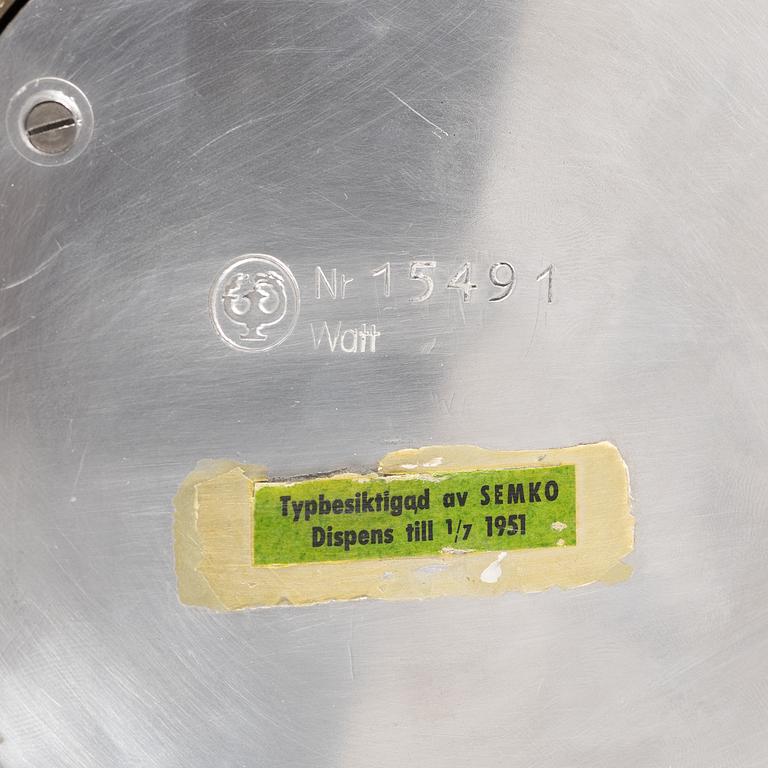 Nr 15491
Watt
Typbesiktigad av SEMKO
Dispens till 1/7 1951